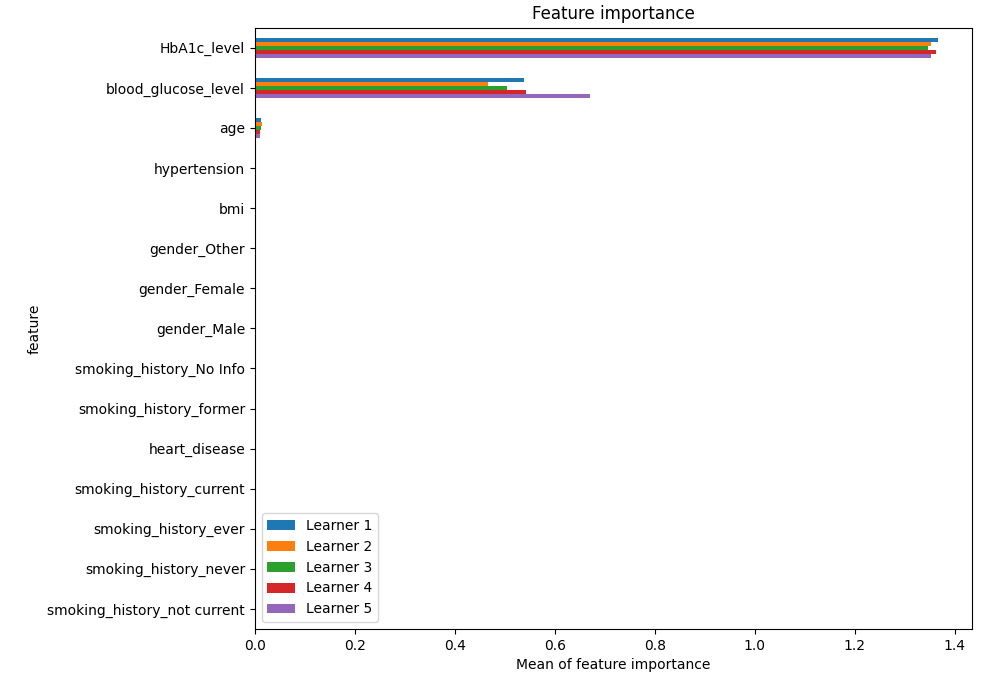 Feature importance
HbA1c_level
blood_glucose_level
age
hypertension
bmi
gender_Other
gender_Female
gender_Male
smoking_history_No Info
smoking_history_former
heart_disease
smoking_history_current
smoking_history_ever
smoking_history_never
smoking_history_not current
feature
Learner 1
Learner 2
Learner 3
Learner 4
Learner 5
0.0 0.2 0.4 0.6 0.8 1.0 1.2 1.4
Mean of feature importance